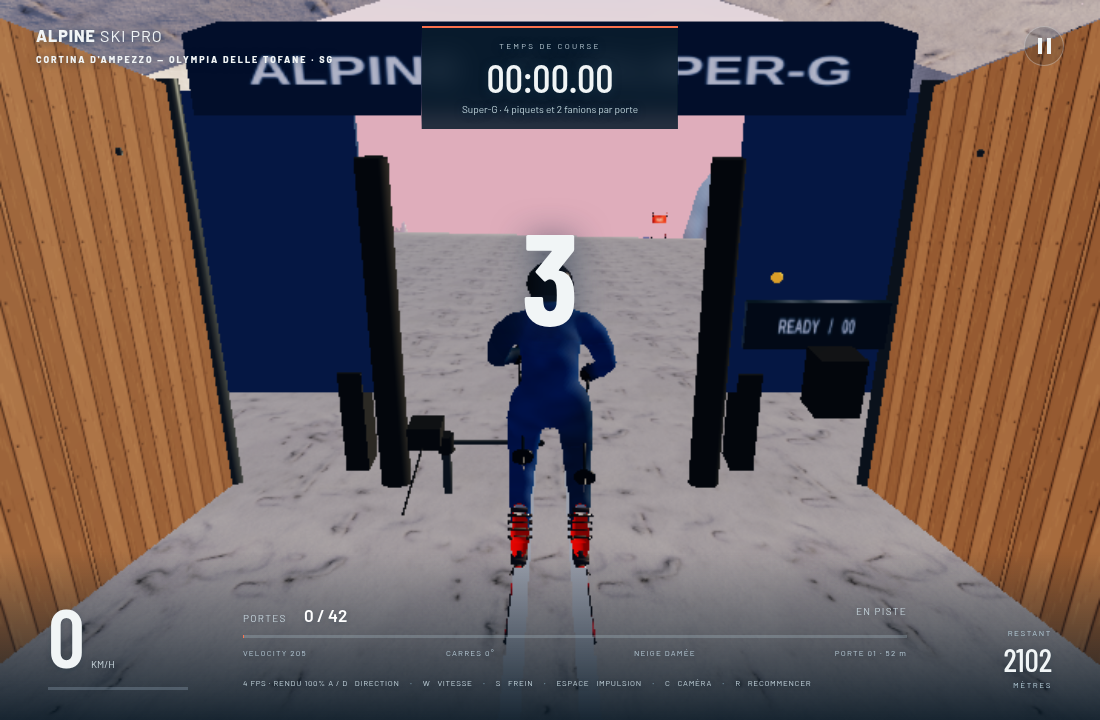 ALPINE SKI PRO
CORTINA D'AMPEZZO — OLYMPIA DELLE TOFANE · SG
ALPIN PER-G
TEMPS DE COURSE
00:00.00
Super-G · 4 piquets et 2 fanions par porte
3
READY / 00
0 KM/H
PORTES 0 / 42
EN PISTE
VELOCITY 205 CARRES 0° NEIGE DAMÉE PORTE 01 · 52 m
4 FPS · RENDU 100% A / D DIRECTION · W VITESSE · S FREIN · ESPACE IMPULSION · C CAMÉRA · R RECOMMENCER
RESTANT
2102
MÈTRES